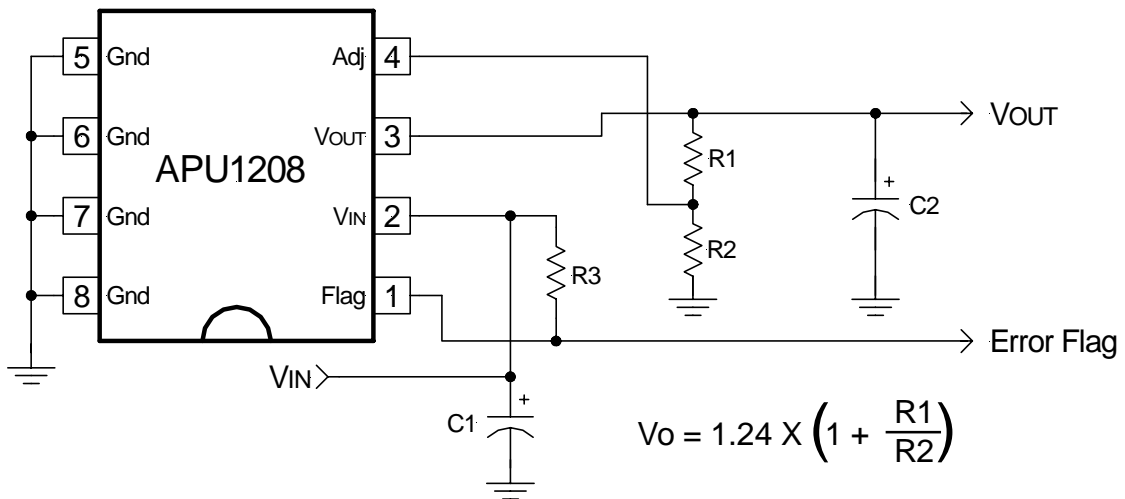 5 Gnd Adj 4
VOUT
6 Gnd VOUT 3
R1
APU1208
C2
+
7 Gnd VIN 2
R2
R3
8 Gnd Flag 1
Error Flag
VIN
+
C1
Vo = 1.24 X (1 + R1/R2)